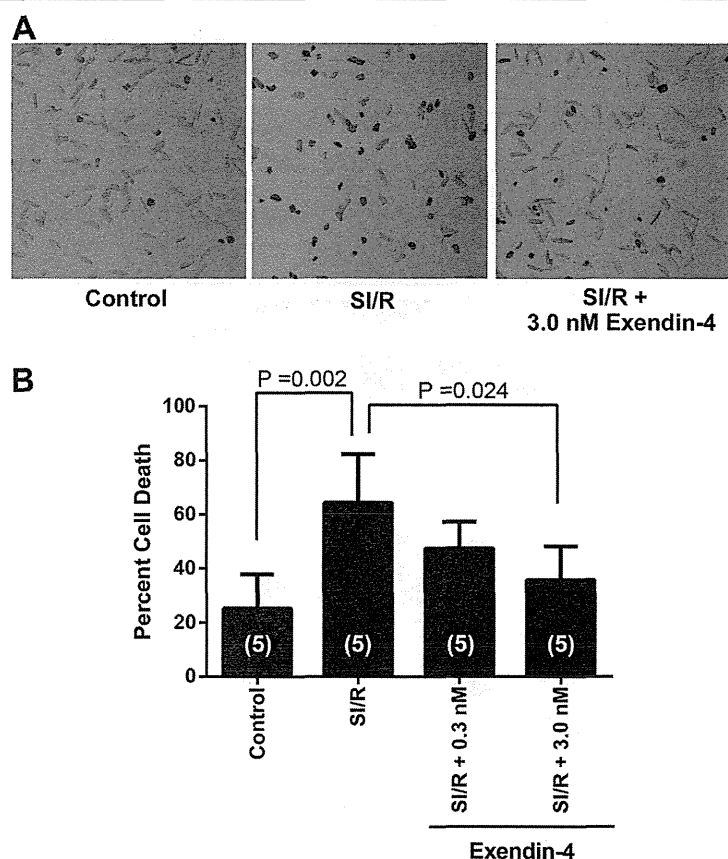 A
Control
SI/R
SI/R +
3.0 nM Exendin-4
B
P =0.002
P =0.024
Percent Cell Death
100
80
60
40
20
0
(5)
(5)
(5)
(5)
Control
SI/R
SI/R + 0.3 nM
SI/R + 3.0 nM
Exendin-4